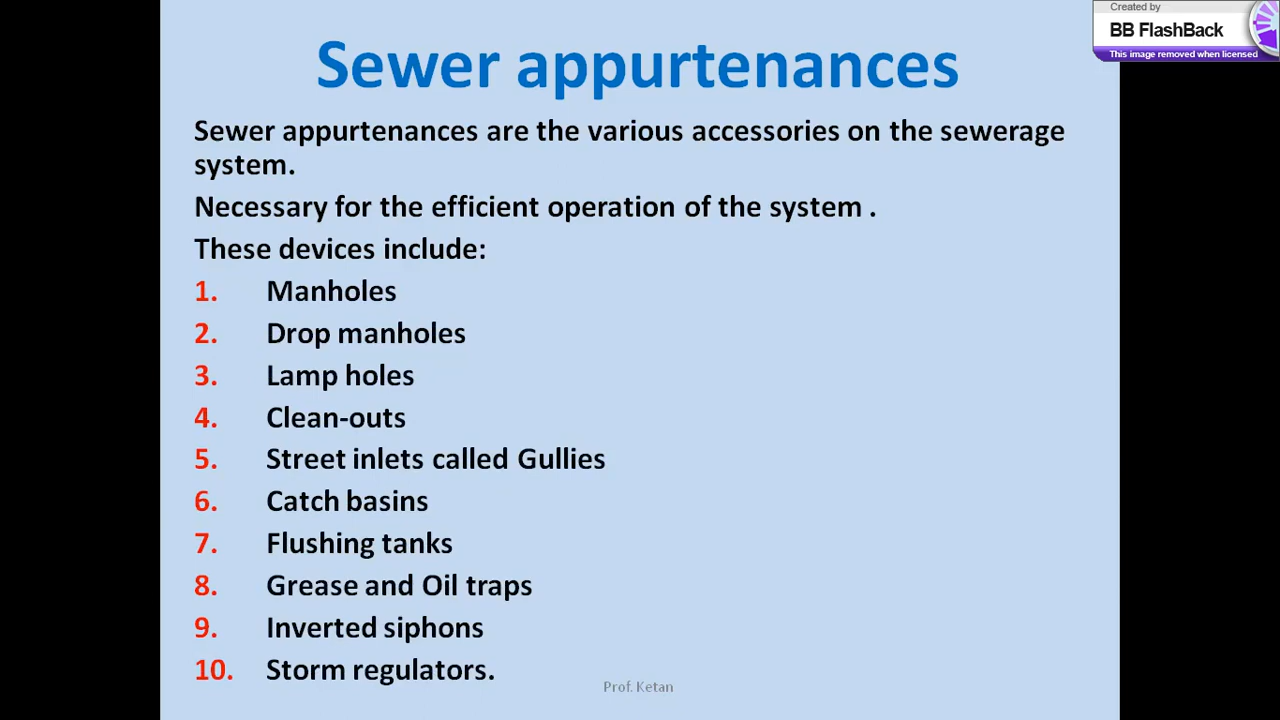 Created by
BB FlashBack
This image removed when licensed
Sewer appurtenances
Sewer appurtenances are the various accessories on the sewerage
system.
Necessary for the efficient operation of the system .
These devices include:
1. Manholes
2. Drop manholes
3. Lamp holes
4. Clean-outs
5. Street inlets called Gullies
6. Catch basins
7. Flushing tanks
8. Grease and Oil traps
9. Inverted siphons
10. Storm regulators.
Prof. Ketan